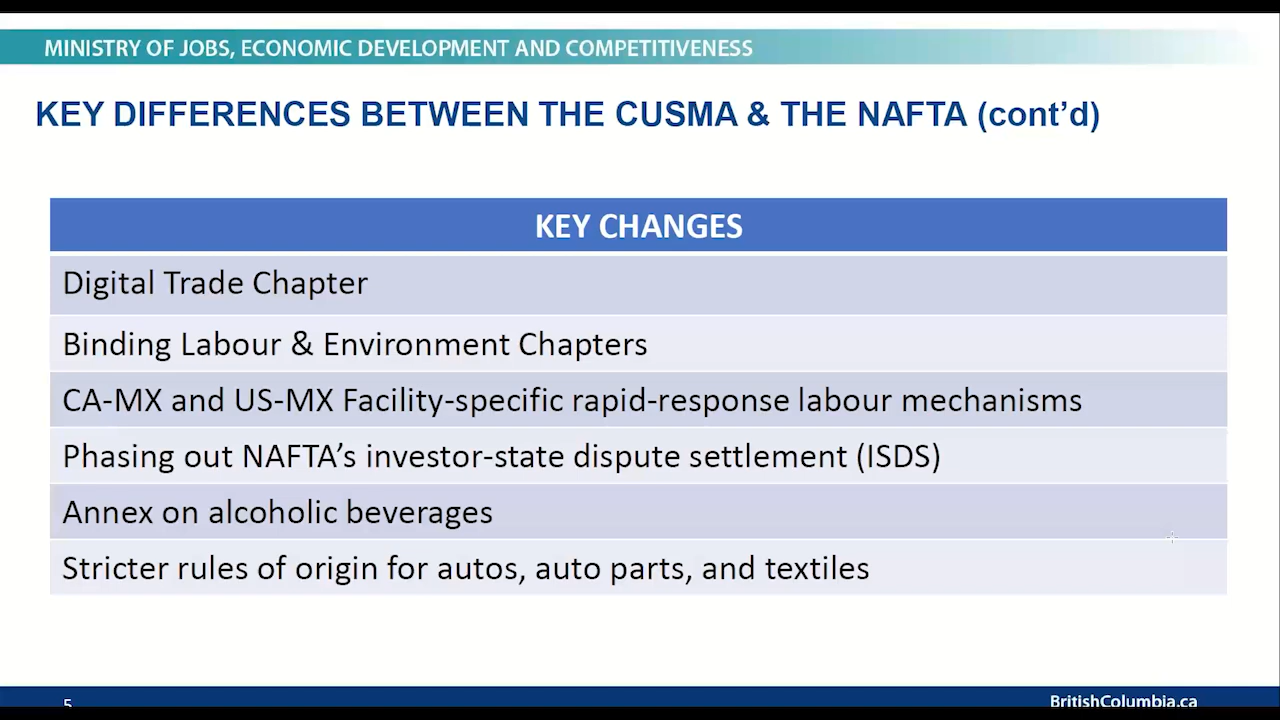 MINISTRY OF JOBS, ECONOMIC DEVELOPMENT AND COMPETITIVENESS
KEY DIFFERENCES BETWEEN THE CUSMA & THE NAFTA (cont’d)
KEY CHANGES
Digital Trade Chapter
Binding Labour & Environment Chapters
CA-MX and US-MX Facility-specific rapid-response labour mechanisms
Phasing out NAFTA’s investor-state dispute settlement (ISDS)
Annex on alcoholic beverages
Stricter rules of origin for autos, auto parts, and textiles
5
BritishColumbia.ca